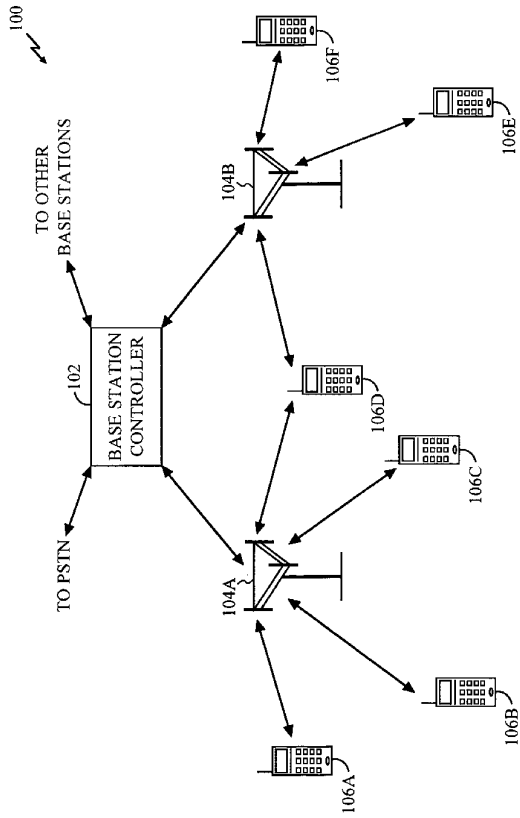 100
TO OTHER
BASE STATIONS
TO PSTN
102
BASE STATION
CONTROLLER
104A
104B
106A
106B
106C
106D
106E
106F